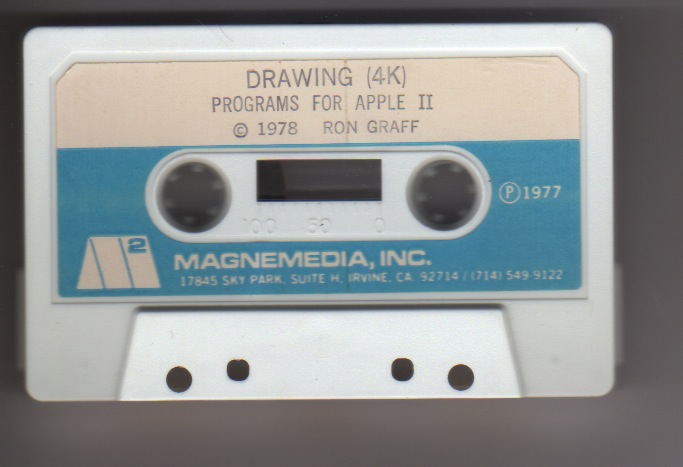 DRAWING (4K)
PROGRAMS FOR APPLE II
© 1978 RON GRAFF
100 50 0
Ⓟ 1977
2
MAGNEMEDIA, INC.
17845 SKY PARK, SUITE H, IRVINE, CA. 92714 / (714) 549-9122